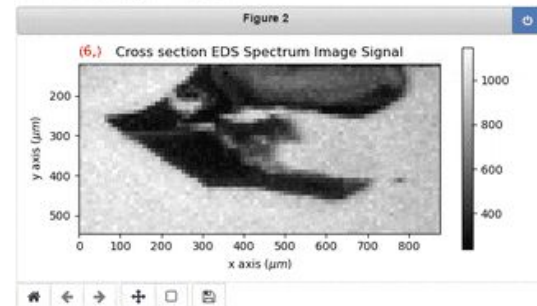 Figure 2
(6,) Cross section EDS Spectrum Image Signal
1000
800
600
400
200
300
400
500
y axis (μm)
0 100 200 300 400 500 600 700 800
x axis (μm)